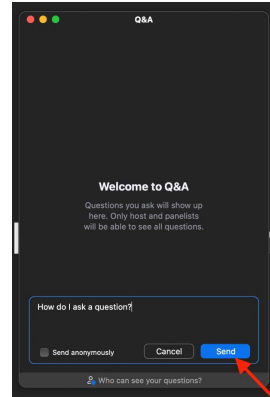 Q&A
Welcome to Q&A
Questions you ask will show up
here. Only host and panelists
will be able to see all questions.
How do I ask a question?
Send anonymously
Cancel
Send
Who can see your questions?